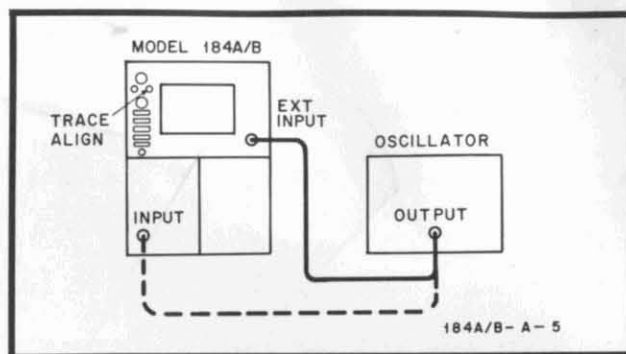 MODEL 184A/B
TRACE
ALIGN
EXT
INPUT
OSCILLATOR
INPUT
OUTPUT
184A/B-A-5